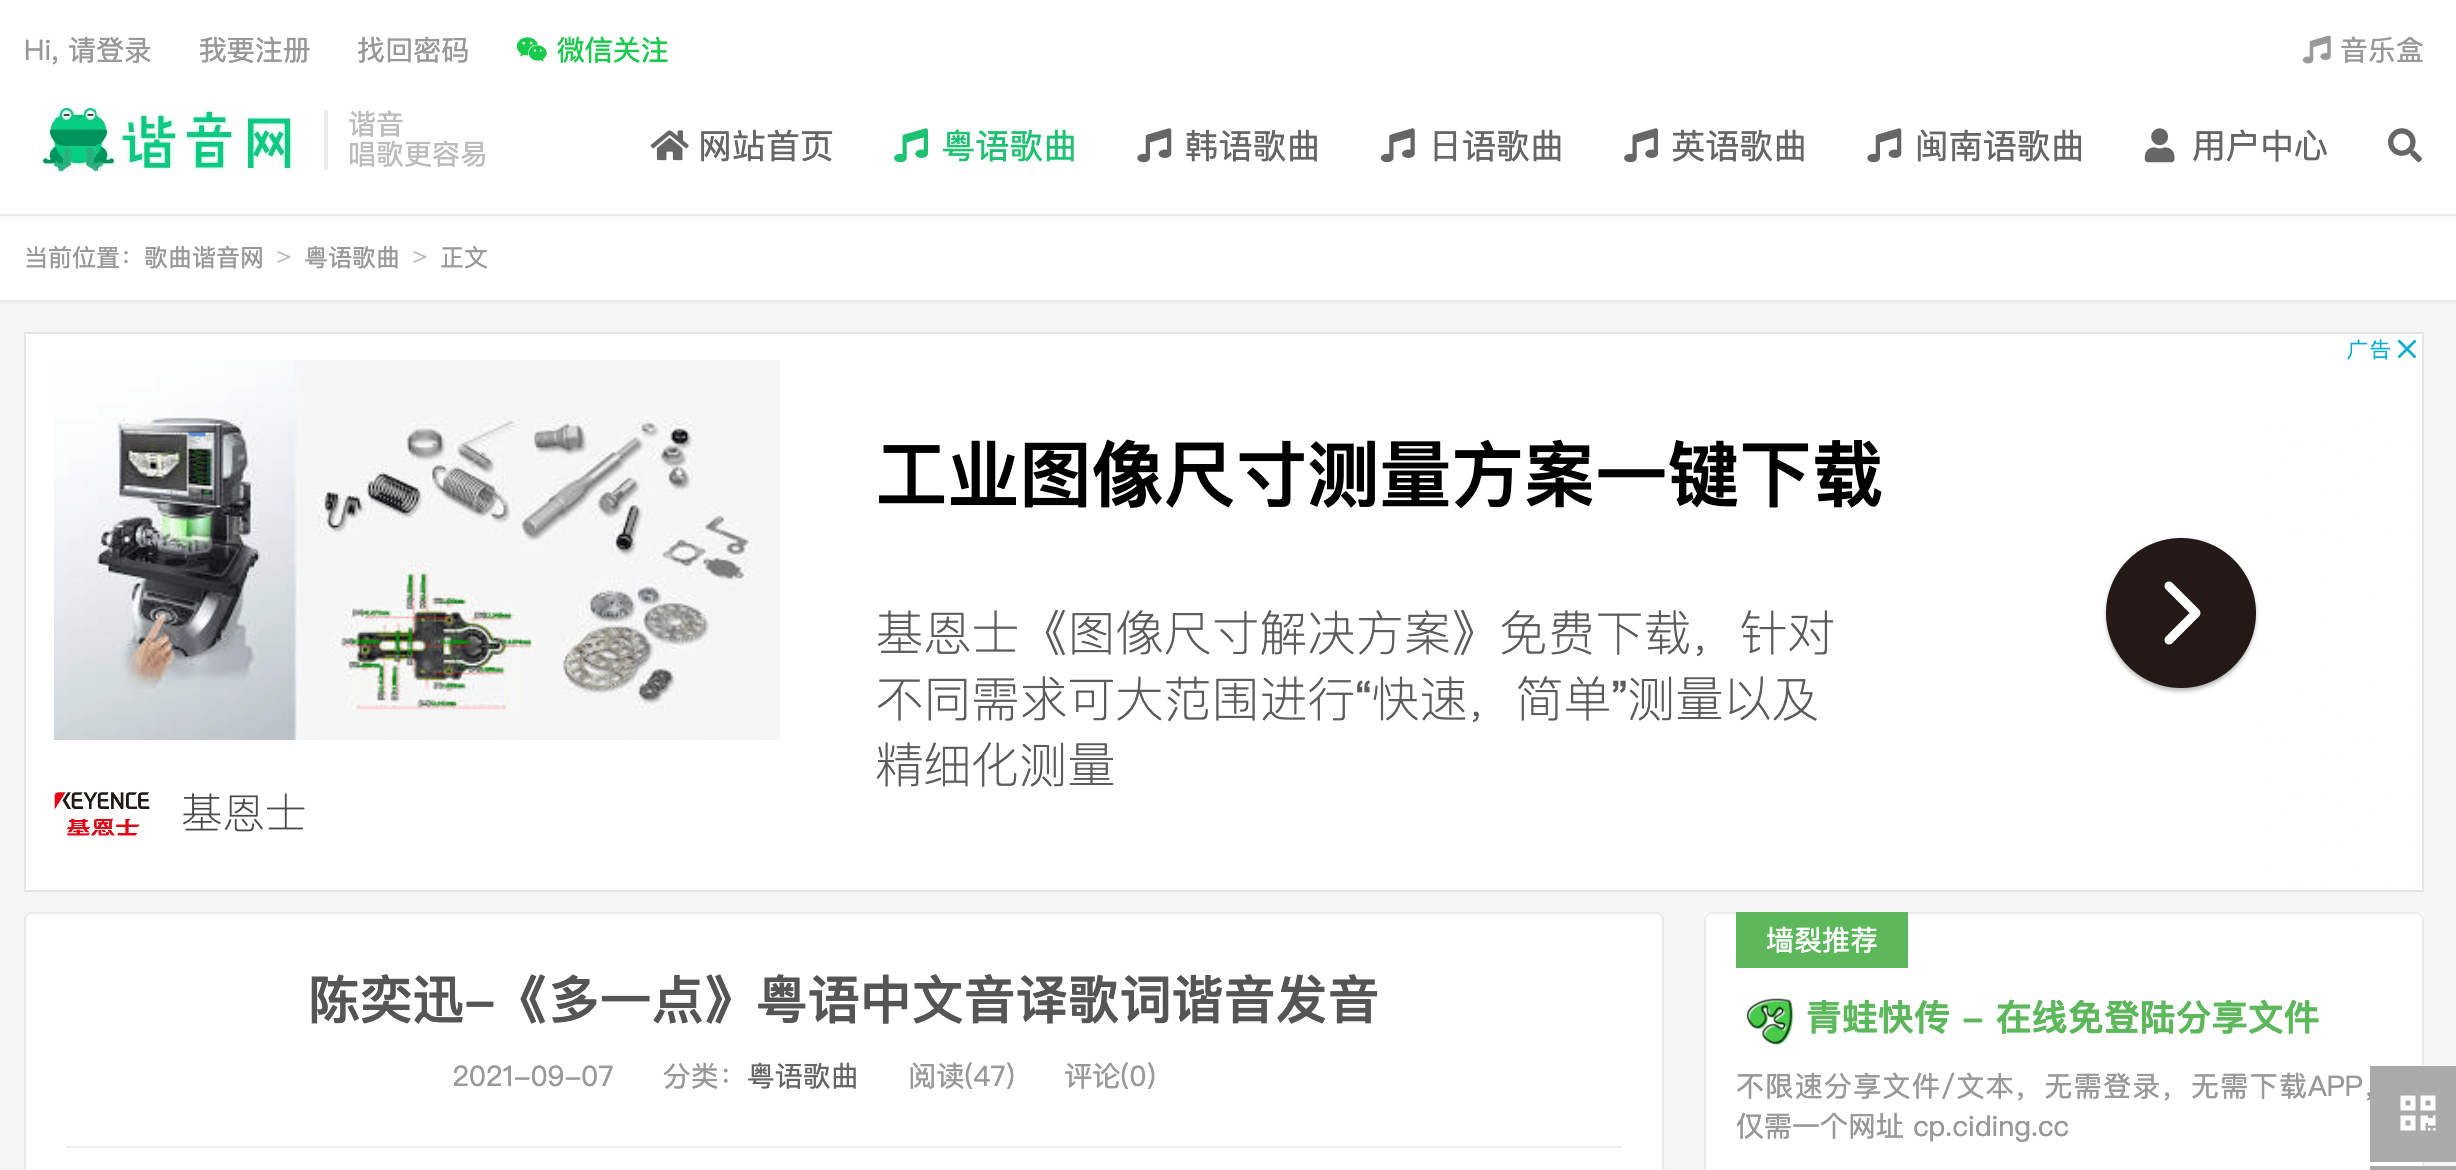 Hi, 请登录 我要注册 找回密码 微信关注 音乐盒
谐音网 谐音
唱歌更容易
网站首页 粤语歌曲 韩语歌曲 日语歌曲 英语歌曲 闽南语歌曲 用户中心
当前位置：歌曲谐音网 > 粤语歌曲 > 正文
广告
工业图像尺寸测量方案一键下载
基恩士《图像尺寸解决方案》免费下载，针对
不同需求可大范围进行“快速，简单”测量以及
精细化测量
KEYENCE
基恩士
基恩士
陈奕迅–《多一点》粤语中文音译歌词谐音发音
2021-09-07 分类：粤语歌曲 阅读(47) 评论(0)
墙裂推荐
青蛙快传 – 在线免登陆分享文件
不限速分享文件/文本，无需登录，无需下载APP，
仅需一个网址 cp.ciding.cc